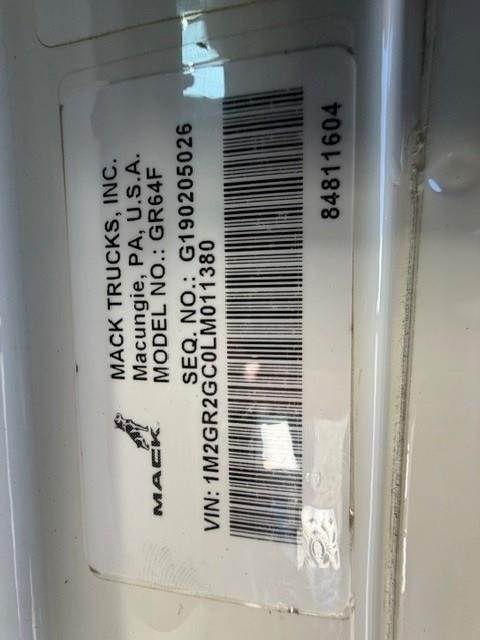 MACK TRUCKS, INC.
Macungie, PA, U.S.A.
MODEL NO.: GR64F
SEQ. NO.: G190205026
MACK
VIN: 1M2GR2GC0LM011380
84811604